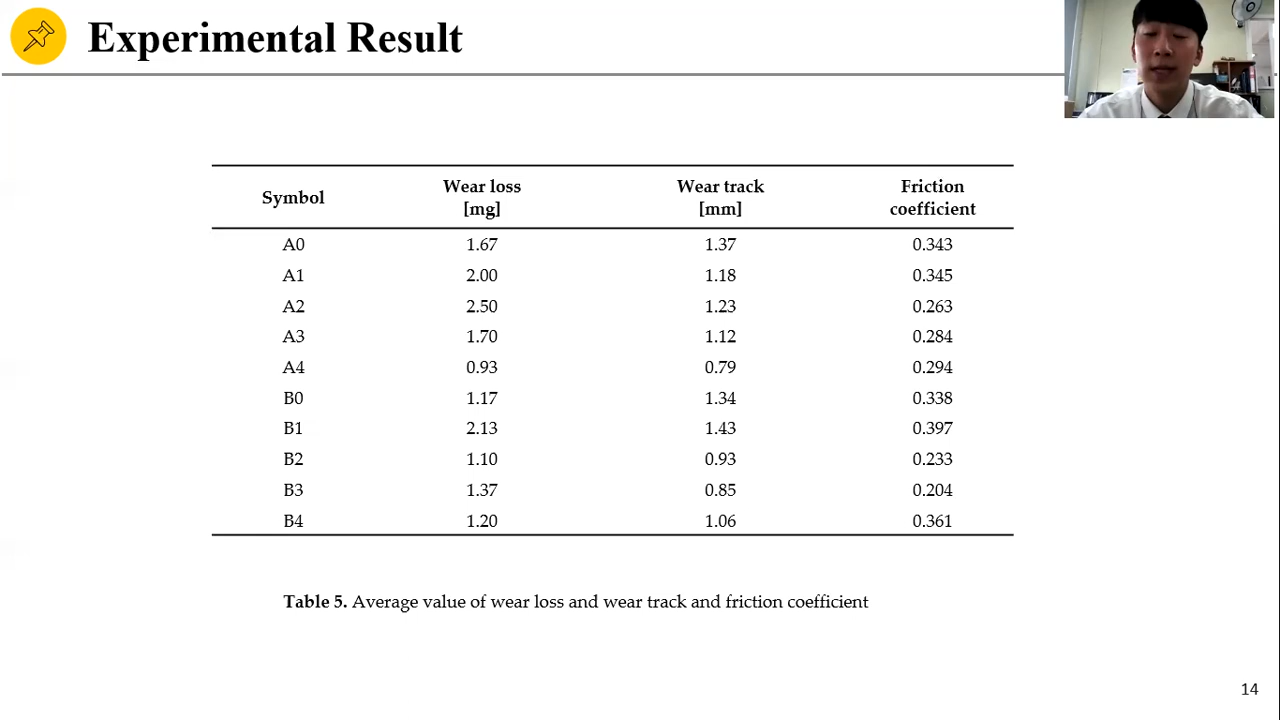 Experimental Result
Symbol Wear loss [mg] Wear track [mm] Friction coefficient
A0 1.67 1.37 0.343
A1 2.00 1.18 0.345
A2 2.50 1.23 0.263
A3 1.70 1.12 0.284
A4 0.93 0.79 0.294
B0 1.17 1.34 0.338
B1 2.13 1.43 0.397
B2 1.10 0.93 0.233
B3 1.37 0.85 0.204
B4 1.20 1.06 0.361
Table 5. Average value of wear loss and wear track and friction coefficient
14